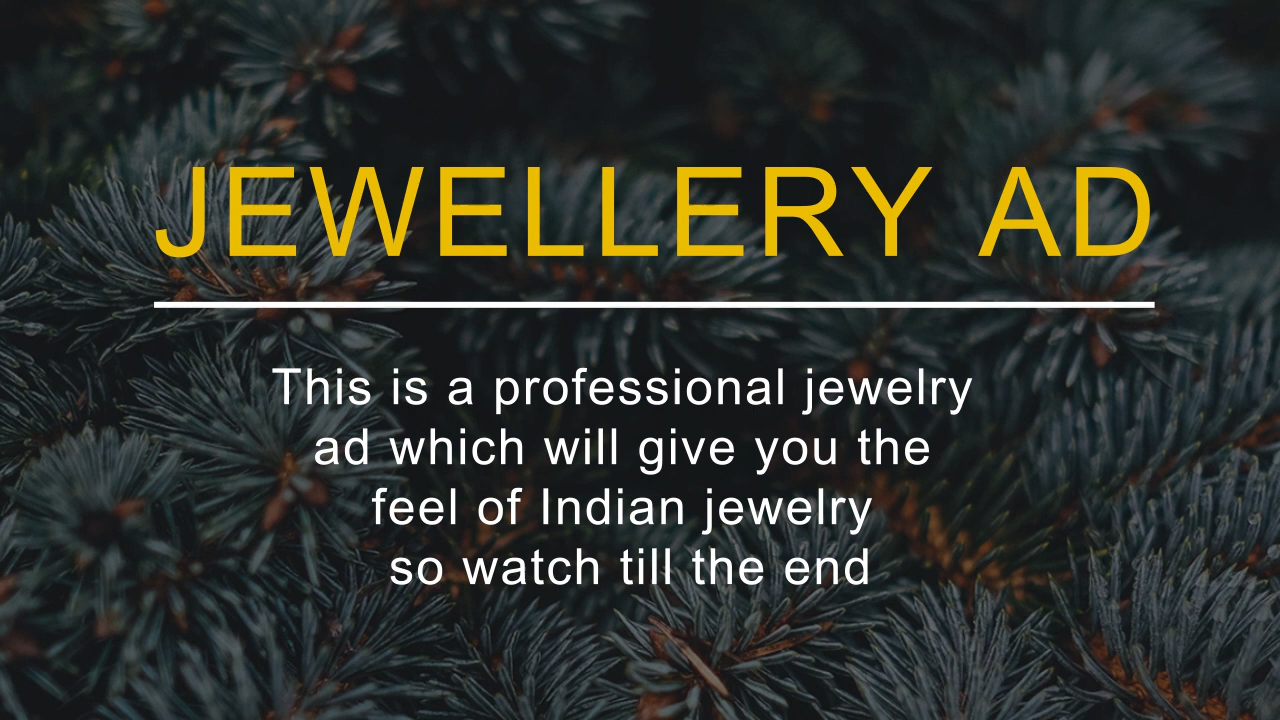 JEWELLERY AD
This is a professional jewelry
ad which will give you the
feel of Indian jewelry
so watch till the end